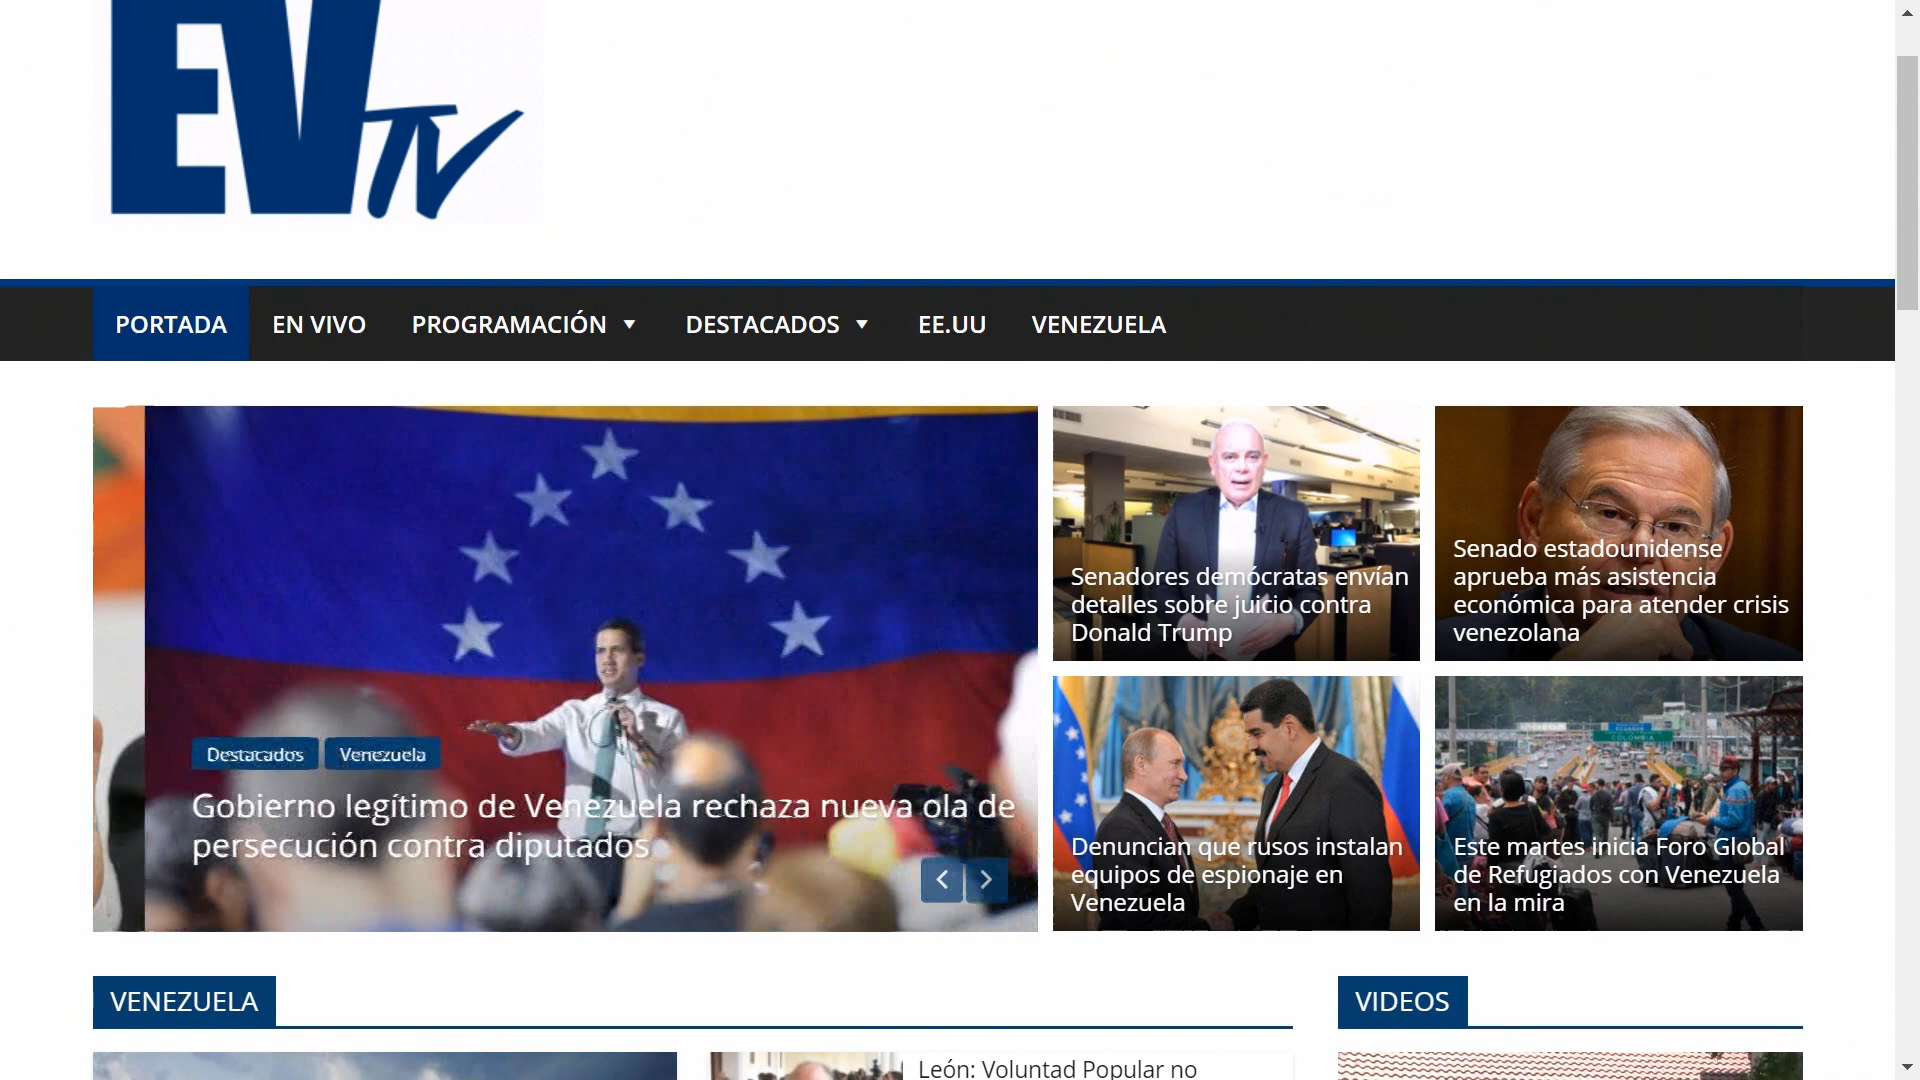 EVTV
PORTADA
EN VIVO
PROGRAMACIÓN
DESTACADOS
EE.UU
VENEZUELA
Destacados
Venezuela
Gobierno legítimo de Venezuela rechaza nueva ola de
persecución contra diputados
Senadores demócratas envían
detalles sobre juicio contra
Donald Trump
Senado estadounidense
aprueba más asistencia
económica para atender crisis
venezolana
Denuncian que rusos instalan
equipos de espionaje en
Venezuela
COLOMBIA
Este martes inicia Foro Global
de Refugiados con Venezuela
en la mira
VENEZUELA
VIDEOS
León: Voluntad Popular no